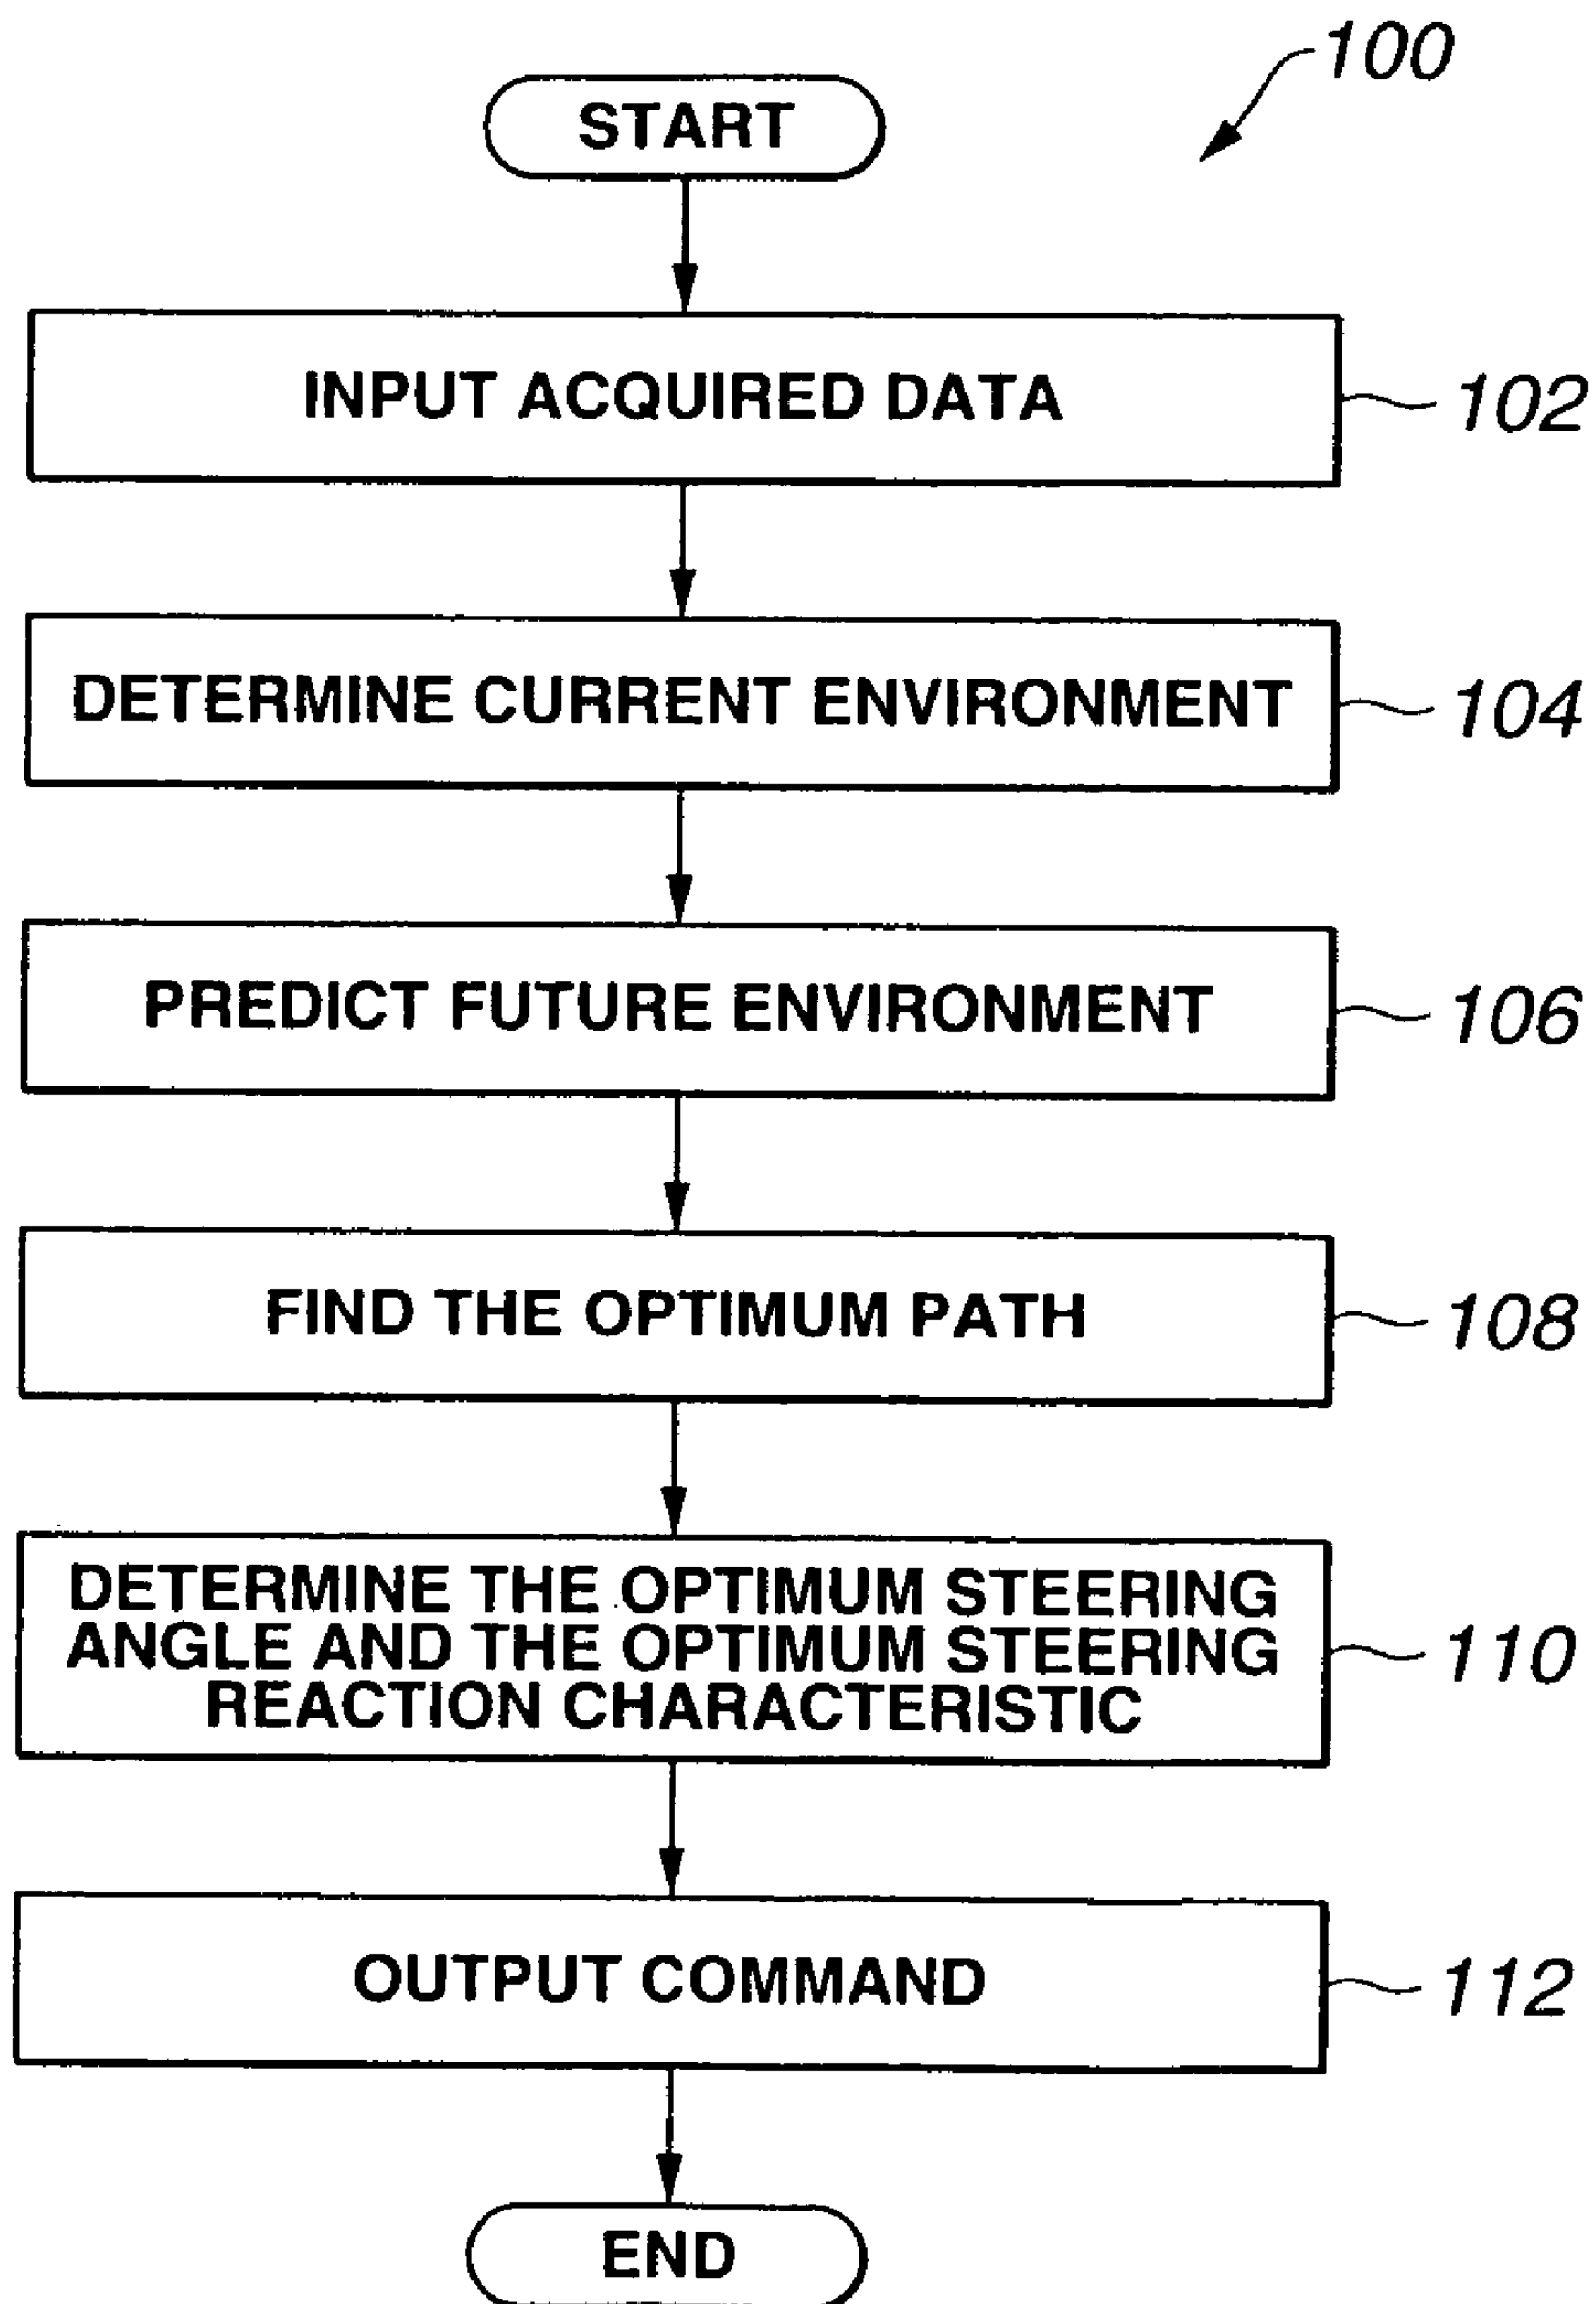 100
START
INPUT ACQUIRED DATA
102
DETERMINE CURRENT ENVIRONMENT
104
PREDICT FUTURE ENVIRONMENT
106
FIND THE OPTIMUM PATH
108
DETERMINE THE OPTIMUM STEERING
ANGLE AND THE OPTIMUM STEERING
REACTION CHARACTERISTIC
110
OUTPUT COMMAND
112
END